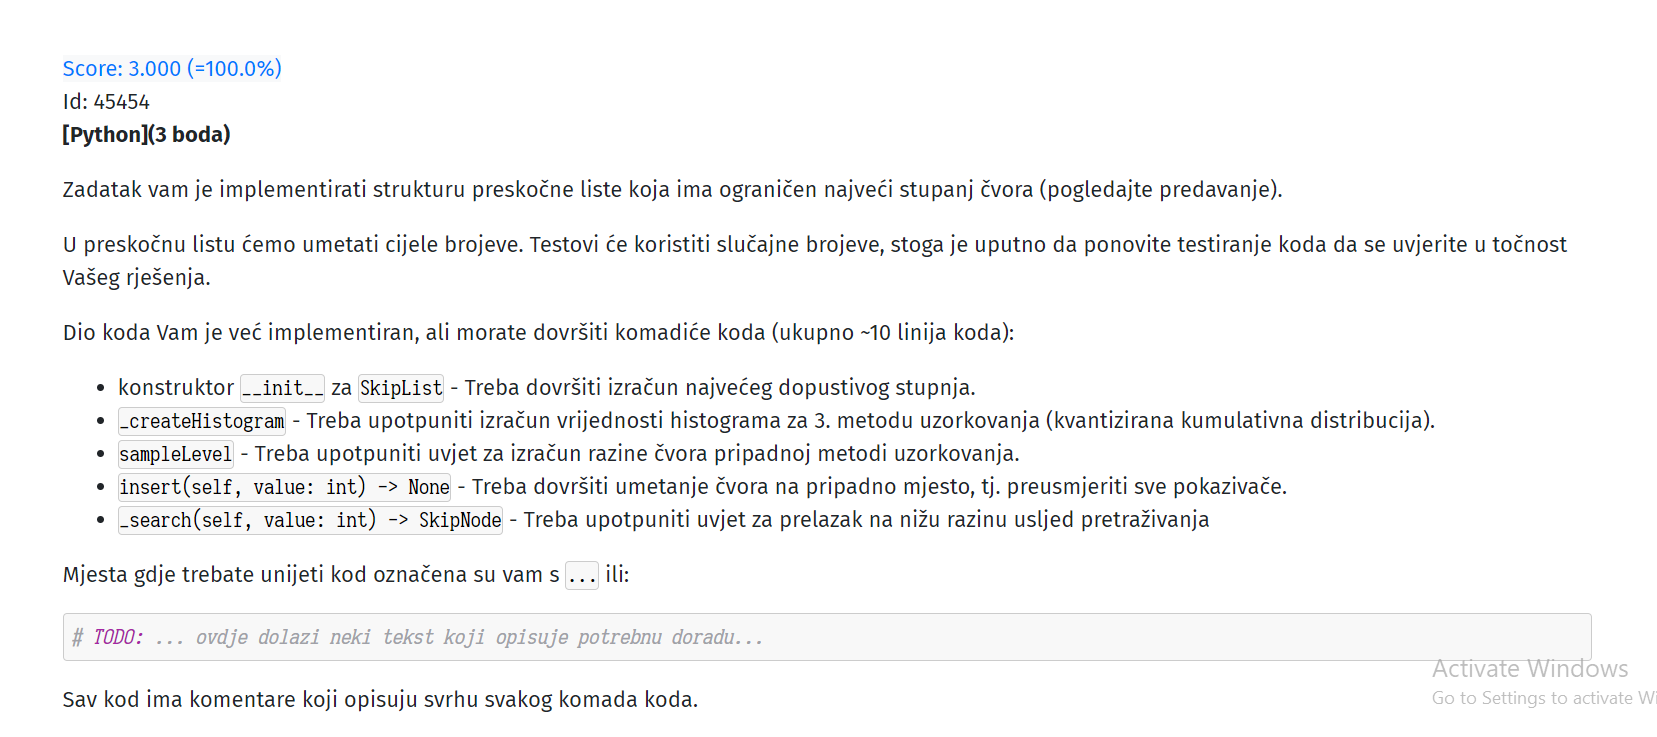 Score: 3.000 (=100.0%)
Id: 45454
[Python](3 boda)
Zadatak vam je implementirati strukturu preskočne liste koja ima ograničen najveći stupanj čvora (pogledajte predavanje).
U preskočnu listu ćemo umetati cijele brojeve. Testovi će koristiti slučajne brojeve, stoga je uputno da ponovite testiranje koda da se uvjerite u točnost
Vašeg rješenja.
Dio koda Vam je već implementiran, ali morate dovršiti komadiće koda (ukupno ~10 linija koda):
• konstruktor __init__ za SkipList - Treba dovršiti izračun najvećeg dopustivog stupnja.
• _createHistogram - Treba upotpuniti izračun vrijednosti histograma za 3. metodu uzorkovanja (kvantizirana kumulativna distribucija).
• sampleLevel - Treba upotpuniti uvjet za izračun razine čvora pripadnoj metodi uzorkovanja.
• insert(self, value: int) -> None - Treba dovršiti umetanje čvora na pripadno mjesto, tj. preusmjeriti sve pokazivače.
• _search(self, value: int) -> SkipNode - Treba upotpuniti uvjet za prelazak na nižu razinu usljed pretraživanja
Mjesta gdje trebate unijeti kod označena su vam s ... ili:
# TODO: ... ovdje dolazi neki tekst koji opisuje potrebnu doradu...
Activate Windows
Go to Settings to activate Wi
Sav kod ima komentare koji opisuju svrhu svakog komada koda.